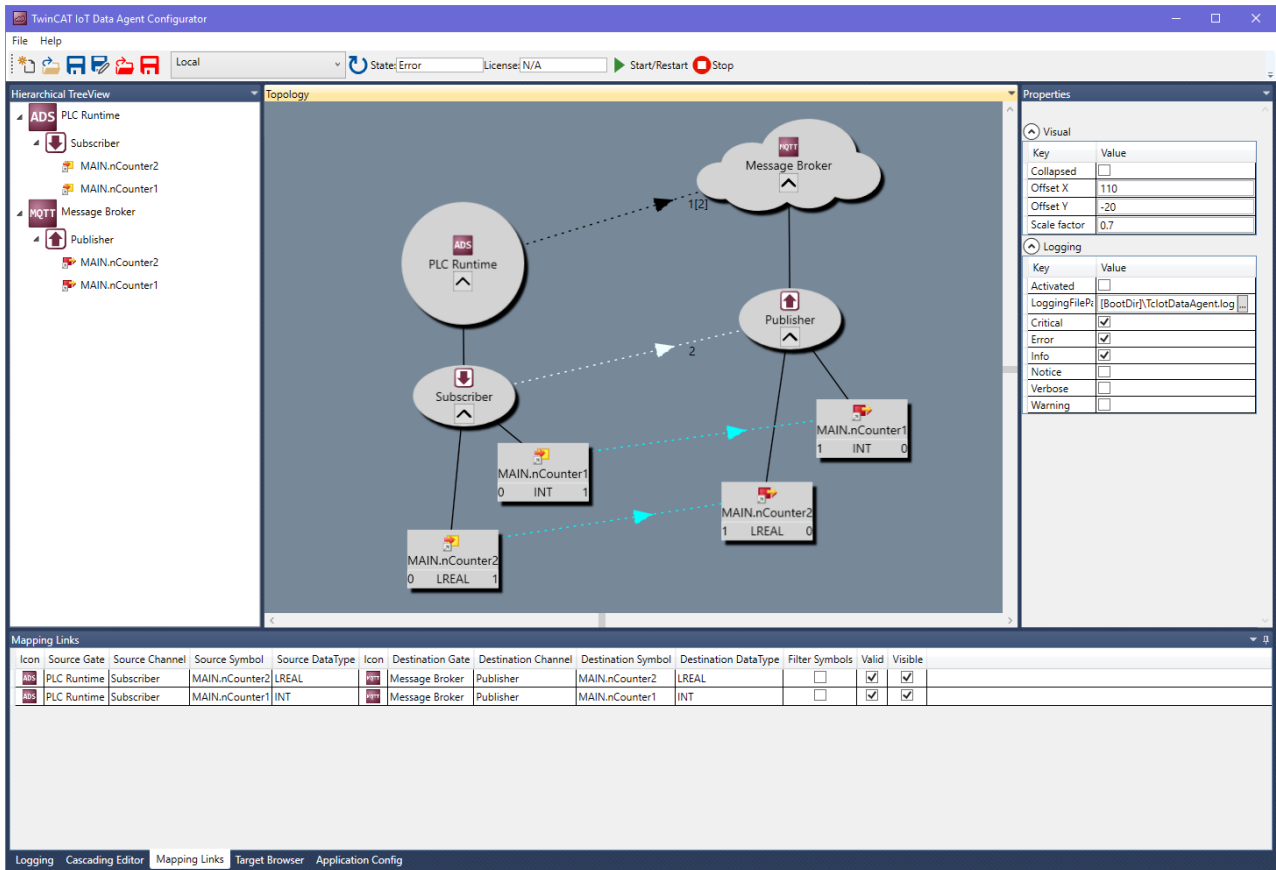 TwinCAT IoT Data Agent Configurator
File Help
Local State: Error License: N/A Start/Restart Stop
Hierarchical TreeView
ADS PLC Runtime
Subscriber
MAIN.nCounter2
MAIN.nCounter1
MQTT Message Broker
Publisher
MAIN.nCounter2
MAIN.nCounter1
Topology
MQTT
Message Broker
1[2]
ADS
PLC Runtime
Publisher
2
Subscriber
MAIN.nCounter1
1 INT 0
MAIN.nCounter1
0 INT 1
MAIN.nCounter2
1 LREAL 0
MAIN.nCounter2
0 LREAL 1
Properties
Visual
Key Value
Collapsed
Offset X 110
Offset Y -20
Scale factor 0.7
Logging
Key Value
Activated
LoggingFilePa [BootDir]\TcIotDataAgent.log ...
Critical
Error
Info
Notice
Verbose
Warning
Mapping Links
Icon Source Gate Source Channel Source Symbol Source DataType Icon Destination Gate Destination Channel Destination Symbol Destination DataType Filter Symbols Valid Visible
ADS PLC Runtime Subscriber MAIN.nCounter2 LREAL MQTT Message Broker Publisher MAIN.nCounter2 LREAL
ADS PLC Runtime Subscriber MAIN.nCounter1 INT MQTT Message Broker Publisher MAIN.nCounter1 INT
Logging Cascading Editor Mapping Links Target Browser Application Config